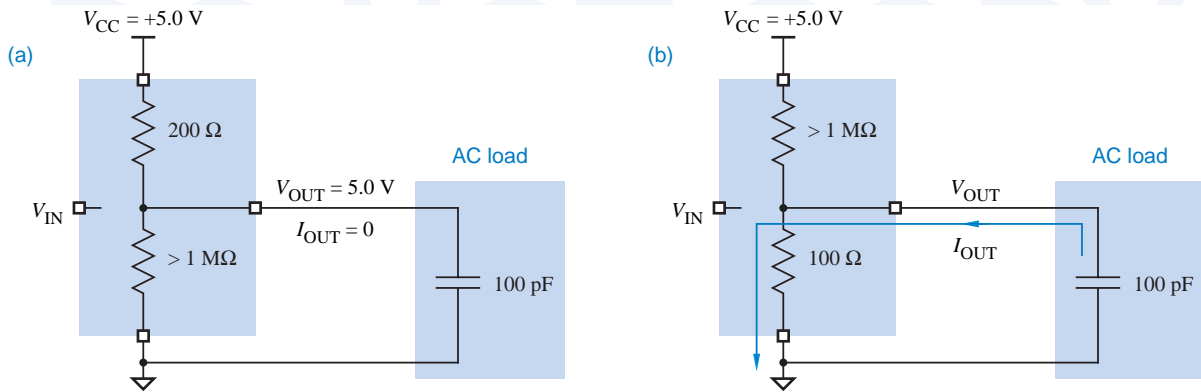 V_CC = +5.0 V
(a)
200 Ω
AC load
V_OUT = 5.0 V
V_IN
I_OUT = 0
> 1 MΩ
100 pF
V_CC = +5.0 V
(b)
> 1 MΩ
AC load
V_OUT
V_IN
I_OUT
100 Ω
100 pF